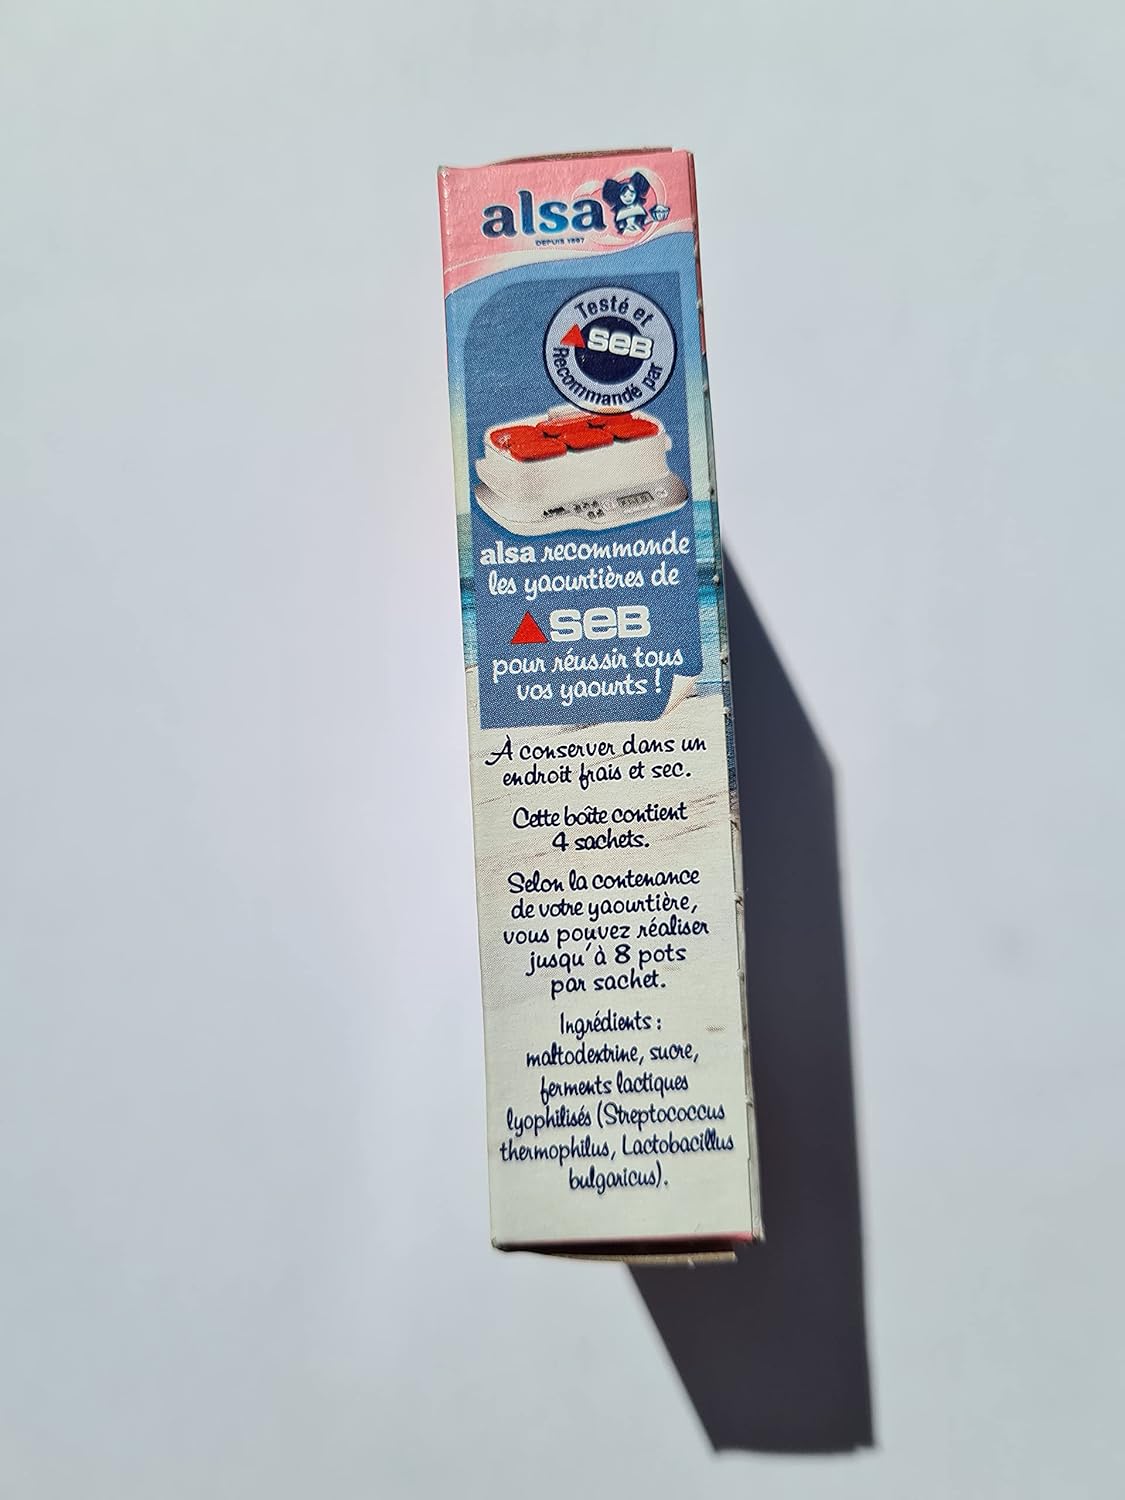 alsa
DEPUIS 1897
Testé et
SEB
Recommandé par
alsa recommande
les yaourtières de
SEB
pour réussir tous
vos yaourts !
À conserver dans un
endroit frais et sec.
Cette boîte contient
4 sachets.
Selon la contenance
de votre yaourtière,
vous pouvez réaliser
jusqu'à 8 pots
par sachet.
Ingrédients :
maltodextrine, sucre,
ferments lactiques
lyophilisés (Streptococcus
thermophilus, Lactobacillus
bulgaricus).